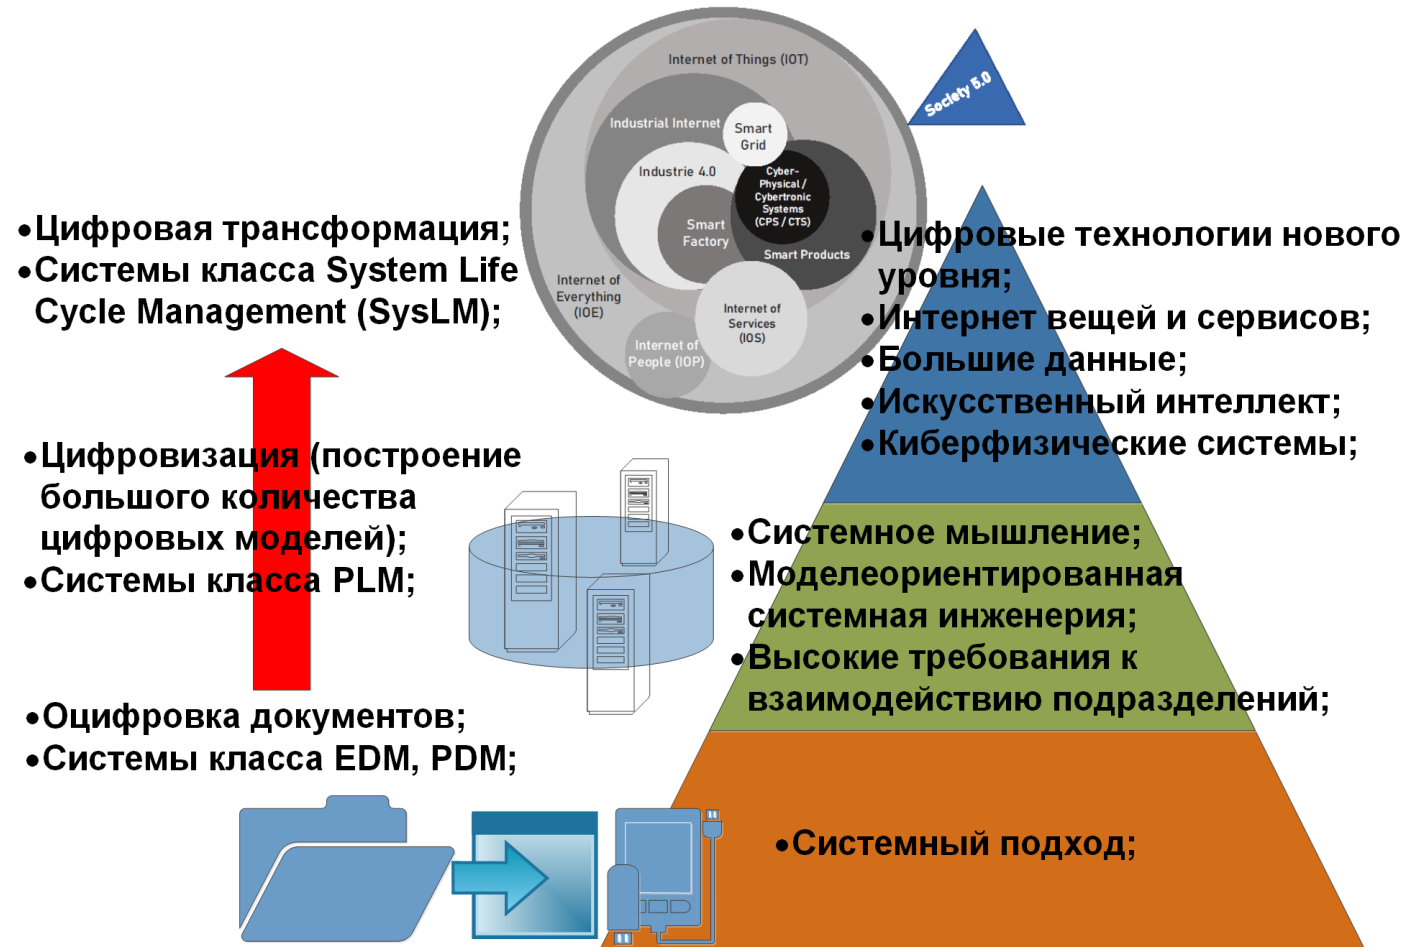 Internet of Things (IOT)
Industrial Internet
Smart
Grid
Industrie 4.0
Cyber-
Physical /
Cybertronic
Systems
(CPS / CTS)
Smart
Factory
Smart Products
Internet of
Everything
(IOE)
Internet of
Services
(IOS)
Internet of
People (IOP)
Society 5.0
•Цифровая трансформация;
•Системы класса System Life
Cycle Management (SysLM);
•Цифровые технологии нового
уровня;
•Интернет вещей и сервисов;
•Большие данные;
•Искусственный интеллект;
•Киберфизические системы;
•Цифровизация (построение
большого количества
цифровых моделей);
•Системы класса PLM;
•Системное мышление;
•Моделеориентированная
системная инженерия;
•Высокие требования к
взаимодействию подразделений;
•Оцифровка документов;
•Системы класса EDM, PDM;
•Системный подход;